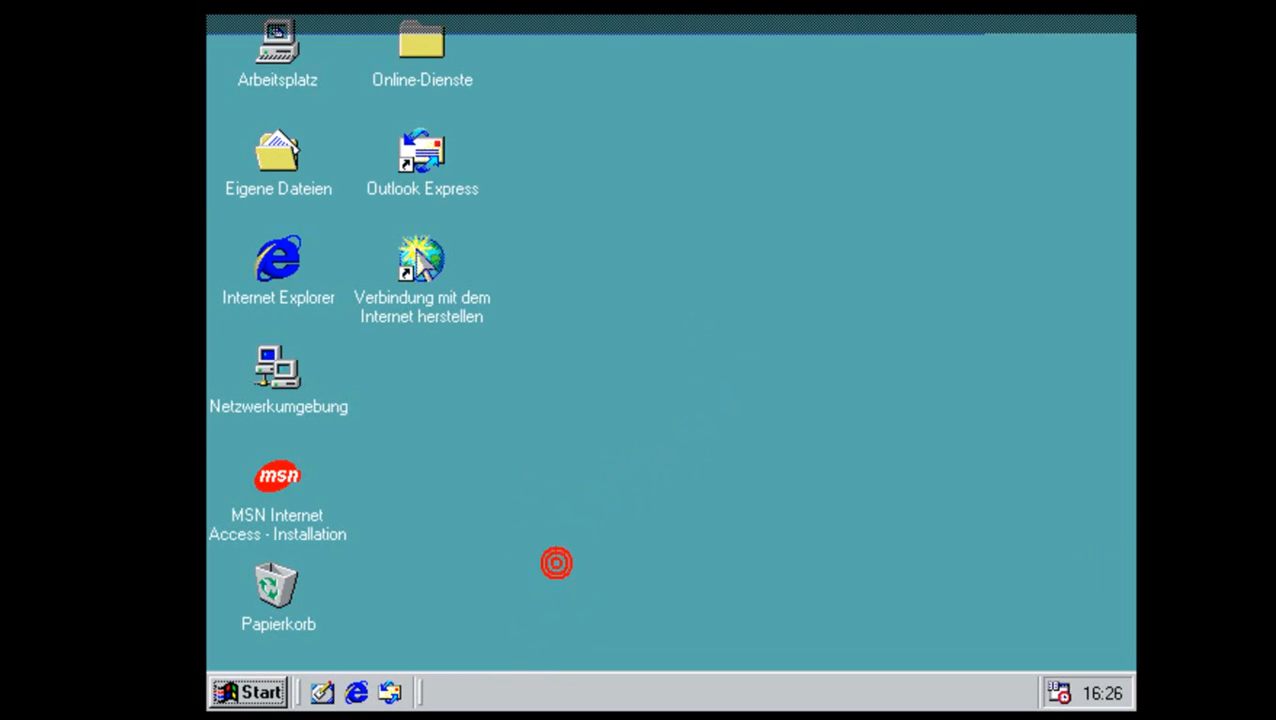 Arbeitsplatz
Online-Dienste
Eigene Dateien
Outlook Express
Internet Explorer
Verbindung mit dem
Internet herstellen
Netzwerkumgebung
msn
MSN Internet
Access - Installation
Papierkorb
Start
16:26